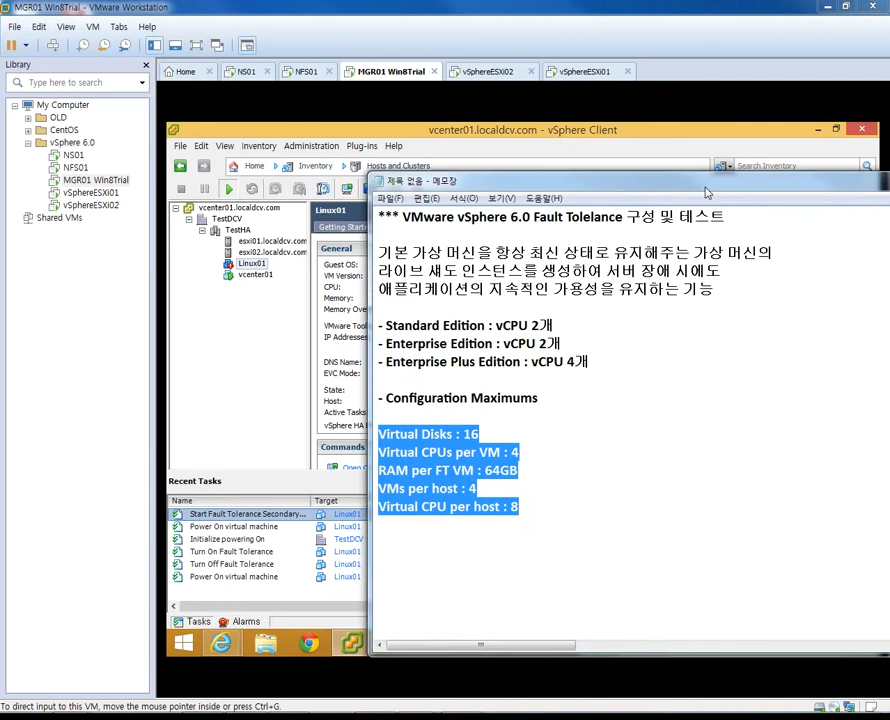 MGR01 Win8Trial - VMware Workstation
File Edit View VM Tabs Help
Library
Type here to search
My Computer
OLD
CentOS
vSphere 6.0
NS01
NFS01
MGR01 Win8Trial
vSphereESXi01
vSphereESXi02
Shared VMs
Home NS01 NFS01 MGR01 Win8Trial vSphereESXi02 vSphereESXi01
vcenter01.localdcv.com - vSphere Client
File Edit View Inventory Administration Plug-ins Help
Home Inventory Hosts and Clusters Search Inventory
vcenter01.localdcv.com
TestDCV
TestHA
esxi01.localdcv.com
esxi02.localdcv.com
Linux01
vcenter01
Linux01
Getting Started
General
Guest OS:
VM Version:
CPU:
Memory:
Memory Over
VMware Tool
IP Addresses
DNS Name:
EVC Mode:
State:
Host:
Active Tasks:
vSphere HA
Commands
제목 없음 - 메모장
파일(F) 편집(E) 서식(O) 보기(V) 도움말(H)
*** VMware vSphere 6.0 Fault Tolelance 구성 및 테스트
기본 가상 머신을 항상 최신 상태로 유지해주는 가상 머신의
라이브 섀도 인스턴스를 생성하여 서버 장애 시에도
애플리케이션의 지속적인 가용성을 유지하는 기능
- Standard Edition : vCPU 2개
- Enterprise Edition : vCPU 2개
- Enterprise Plus Edition : vCPU 4개
- Configuration Maximums
Virtual Disks : 16
Virtual CPUs per VM : 4
RAM per FT VM : 64GB
VMs per host : 4
Virtual CPU per host : 8
Recent Tasks
Name Target
Start Fault Tolerance Secondary... Linux01
Power On virtual machine Linux01
Initialize powering On TestDCV
Turn On Fault Tolerance Linux01
Turn Off Fault Tolerance Linux01
Power On virtual machine Linux01
Tasks Alarms
To direct input to this VM, move the mouse pointer inside or press Ctrl+G.